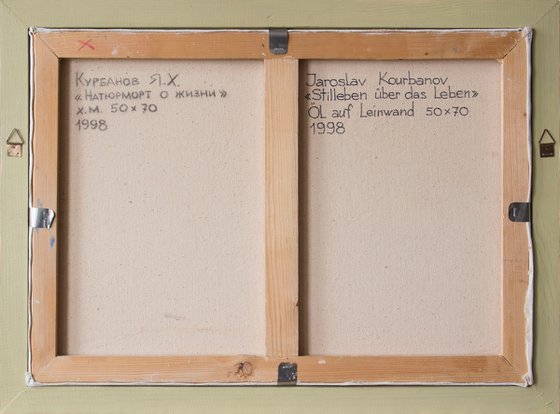 Курбанов Я.Х.
«Натюрморт о жизни»
х.м. 50×70
1998
Jaroslav Kourbanov
«Stilleben über das Leben»
ÖL auf Leinwand 50×70
1998